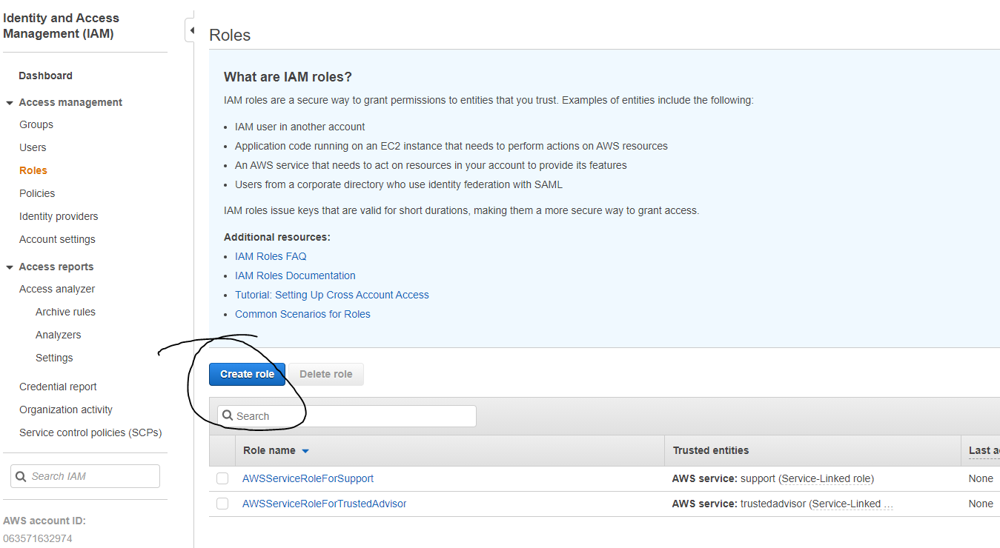 Identity and Access
Management (IAM)
Dashboard
Access management
Groups
Users
Roles
Policies
Identity providers
Account settings
Access reports
Access analyzer
Archive rules
Analyzers
Settings
Credential report
Organization activity
Service control policies (SCPs)
Search IAM
AWS account ID:
063571632974
Roles
What are IAM roles?
IAM roles are a secure way to grant permissions to entities that you trust. Examples of entities include the following:
• IAM user in another account
• Application code running on an EC2 instance that needs to perform actions on AWS resources
• An AWS service that needs to act on resources in your account to provide its features
• Users from a corporate directory who use identity federation with SAML
IAM roles issue keys that are valid for short durations, making them a more secure way to grant access.
Additional resources:
• IAM Roles FAQ
• IAM Roles Documentation
• Tutorial: Setting Up Cross Account Access
• Common Scenarios for Roles
Create role Delete role
Search
Role name Trusted entities Last a
AWSServiceRoleForSupport AWS service: support (Service-Linked role) None
AWSServiceRoleForTrustedAdvisor AWS service: trustedadvisor (Service-Linked ... None